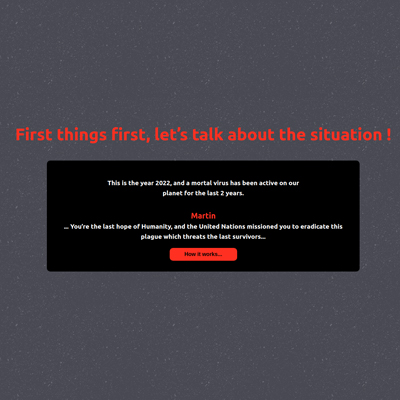 First things first, let's talk about the situation !
This is the year 2022, and a mortal virus has been active on our
planet for the last 2 years.
Martin
... You're the last hope of Humanity, and the United Nations missioned you to eradicate this
plague which threats the last survivors...
How it works...